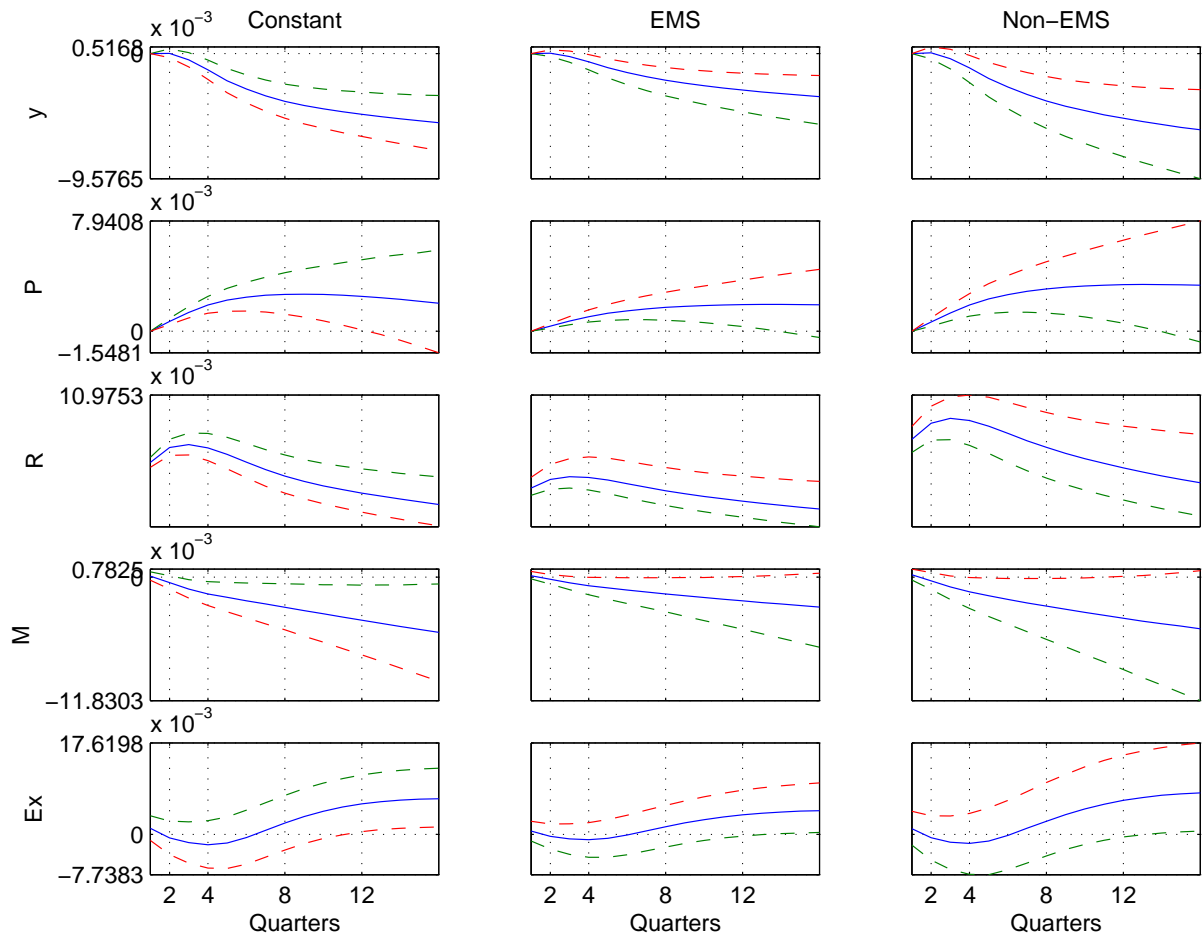 Constant
EMS
Non−EMS
x 10−3
0.5168
0
−9.5765
y
x 10−3
7.9408
0
−1.5481
P
x 10−3
10.9753
R
x 10−3
0.7825
0
−11.8303
M
x 10−3
17.6198
0
−7.7383
Ex
2 4 8 12
2 4 8 12
2 4 8 12
Quarters
Quarters
Quarters